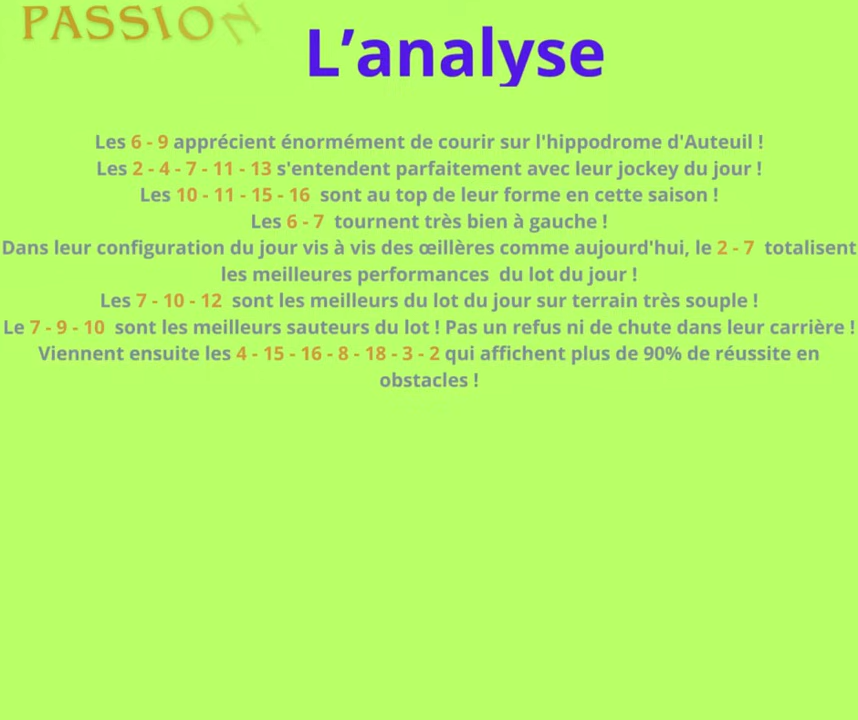 PASSION
L’analyse
Les 6 - 9 apprécient énormément de courir sur l'hippodrome d'Auteuil !
Les 2 - 4 - 7 - 11 - 13 s'entendent parfaitement avec leur jockey du jour !
Les 10 - 11 - 15 - 16 sont au top de leur forme en cette saison !
Les 6 - 7 tournent très bien à gauche !
Dans leur configuration du jour vis à vis des œillères comme aujourd'hui, le 2 - 7 totalisent
les meilleures performances du lot du jour !
Les 7 - 10 - 12 sont les meilleurs du lot du jour sur terrain très souple !
Le 7 - 9 - 10 sont les meilleurs sauteurs du lot ! Pas un refus ni de chute dans leur carrière !
Viennent ensuite les 4 - 15 - 16 - 8 - 18 - 3 - 2 qui affichent plus de 90% de réussite en
obstacles !